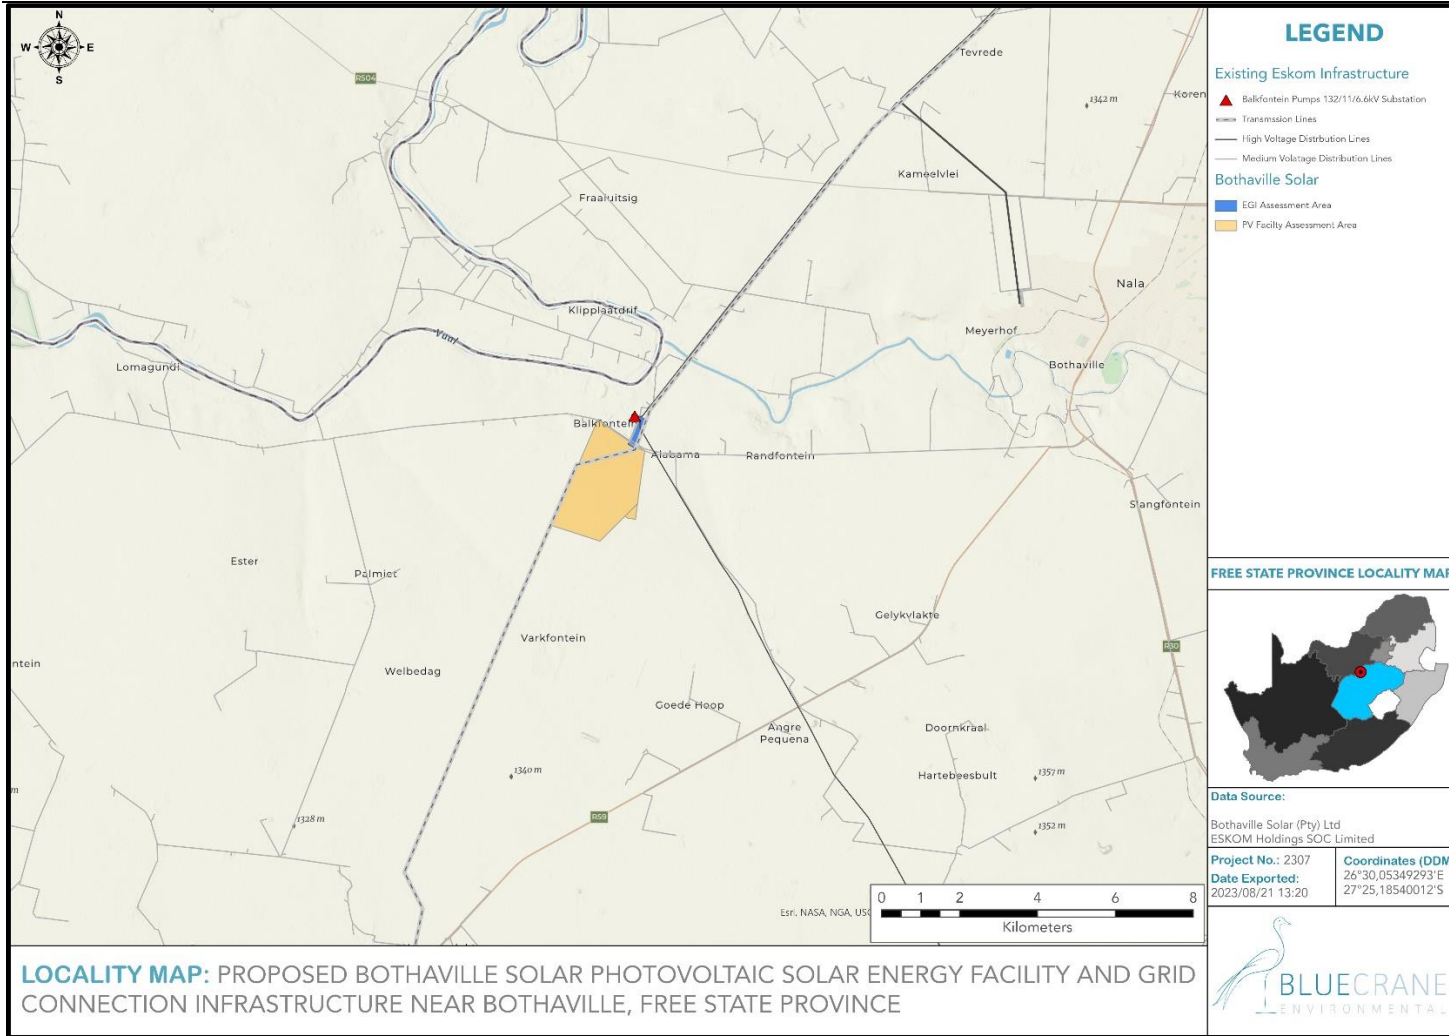 N
W
E
S
R504
Tevrede
1342 m
Koren
Kameelvlei
Fraaiuitsig
Nala
Klipplaatdrif
Meyerhof
Vaal
Lomagundi
Bothaville
Balkfontein
Alabama
Randfontein
Slangfontein
Ester
Palmiet
Gelykvlakte
Varkfontein
R30
ntein
Welbedag
Goede Hoop
Angre
Pequena
Doornkraal
1340 m
Hartebeesbult
1357 m
m
1328 m
R59
1352 m
Esri, NASA, NGA, USG
0 1 2 4 6 8
Kilometers
LEGEND
Existing Eskom Infrastructure
Balkfontein Pumps 132/11/6.6kV Substation
Transmssion Lines
High Voltage Distrbution Lines
Medium Volatage Distribution Lines
Bothaville Solar
EGI Assessment Area
PV Facilty Assessment Area
FREE STATE PROVINCE LOCALITY MAP
Data Source:
Bothaville Solar (Pty) Ltd
ESKOM Holdings SOC Limited
Project No.: 2307
Date Exported:
2023/08/21 13:20
Coordinates (DDM
26°30,05349293'E
27°25,18540012'S
LOCALITY MAP: PROPOSED BOTHAVILLE SOLAR PHOTOVOLTAIC SOLAR ENERGY FACILITY AND GRID
CONNECTION INFRASTRUCTURE NEAR BOTHAVILLE, FREE STATE PROVINCE
BLUECRANE
ENVIRONMENTAL